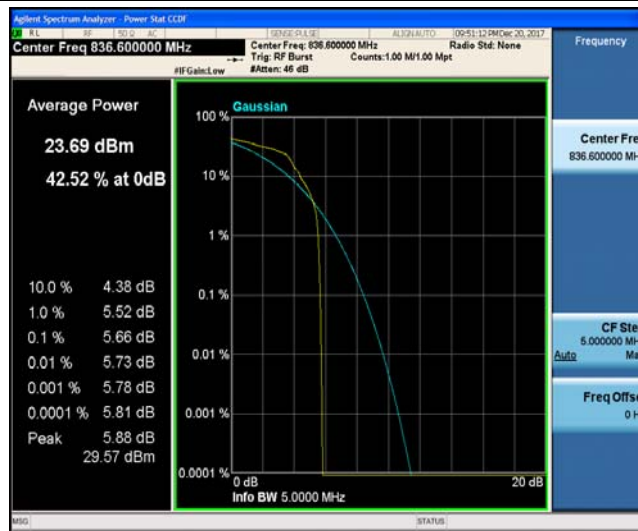 Agilent Spectrum Analyzer - Power Stat CCDF
RL RF 50 Ω AC SENSE:PULSE ALIGNAUTO 09:51:12 PM Dec 20, 2017
Center Freq 836.600000 MHz
Center Freq: 836.600000 MHz Radio Std: None
Trig: RF Burst Counts:1.00 M/1.00 Mpt
#IFGain:Low #Atten: 46 dB
Frequency
Average Power
23.69 dBm
42.52 % at 0dB
10.0 % 4.38 dB
1.0 % 5.52 dB
0.1 % 5.66 dB
0.01 % 5.73 dB
0.001 % 5.78 dB
0.0001 % 5.81 dB
Peak 5.88 dB
29.57 dBm
Gaussian
100 %
10 %
1 %
0.1 %
0.01 %
0.001 %
0.0001 %
0 dB 20 dB
Info BW 5.0000 MHz
Center Fre
836.600000 MH
CF Ste
5.000000 MH
Auto Ma
Freq Offse
0 H
MSG STATUS